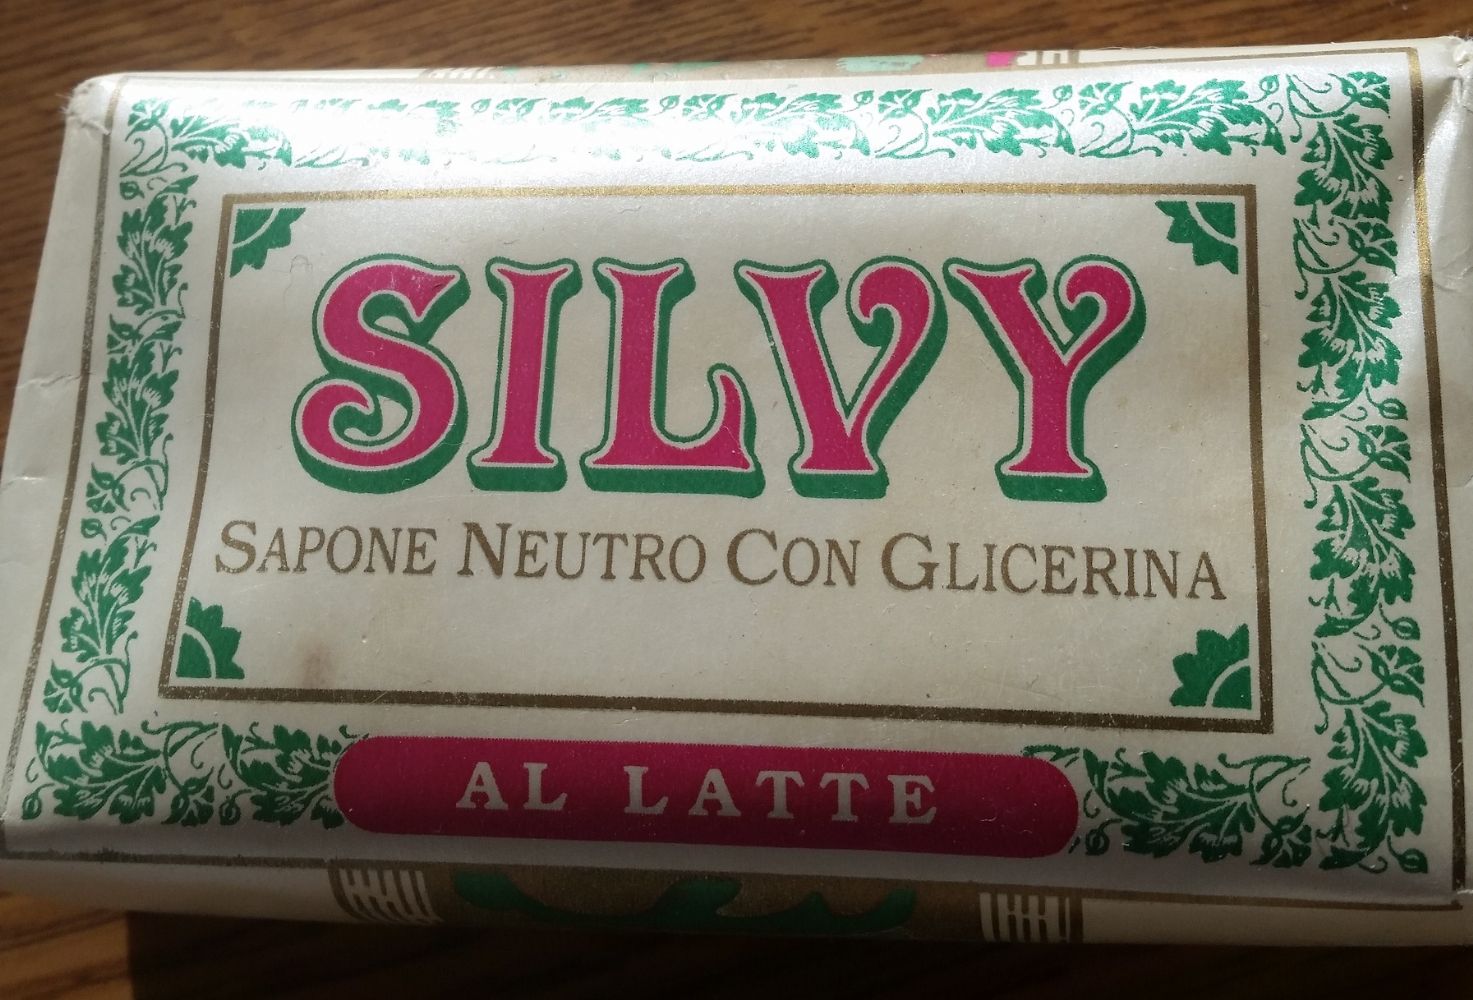 SILVY
SAPONE NEUTRO CON GLICERINA
AL LATTE